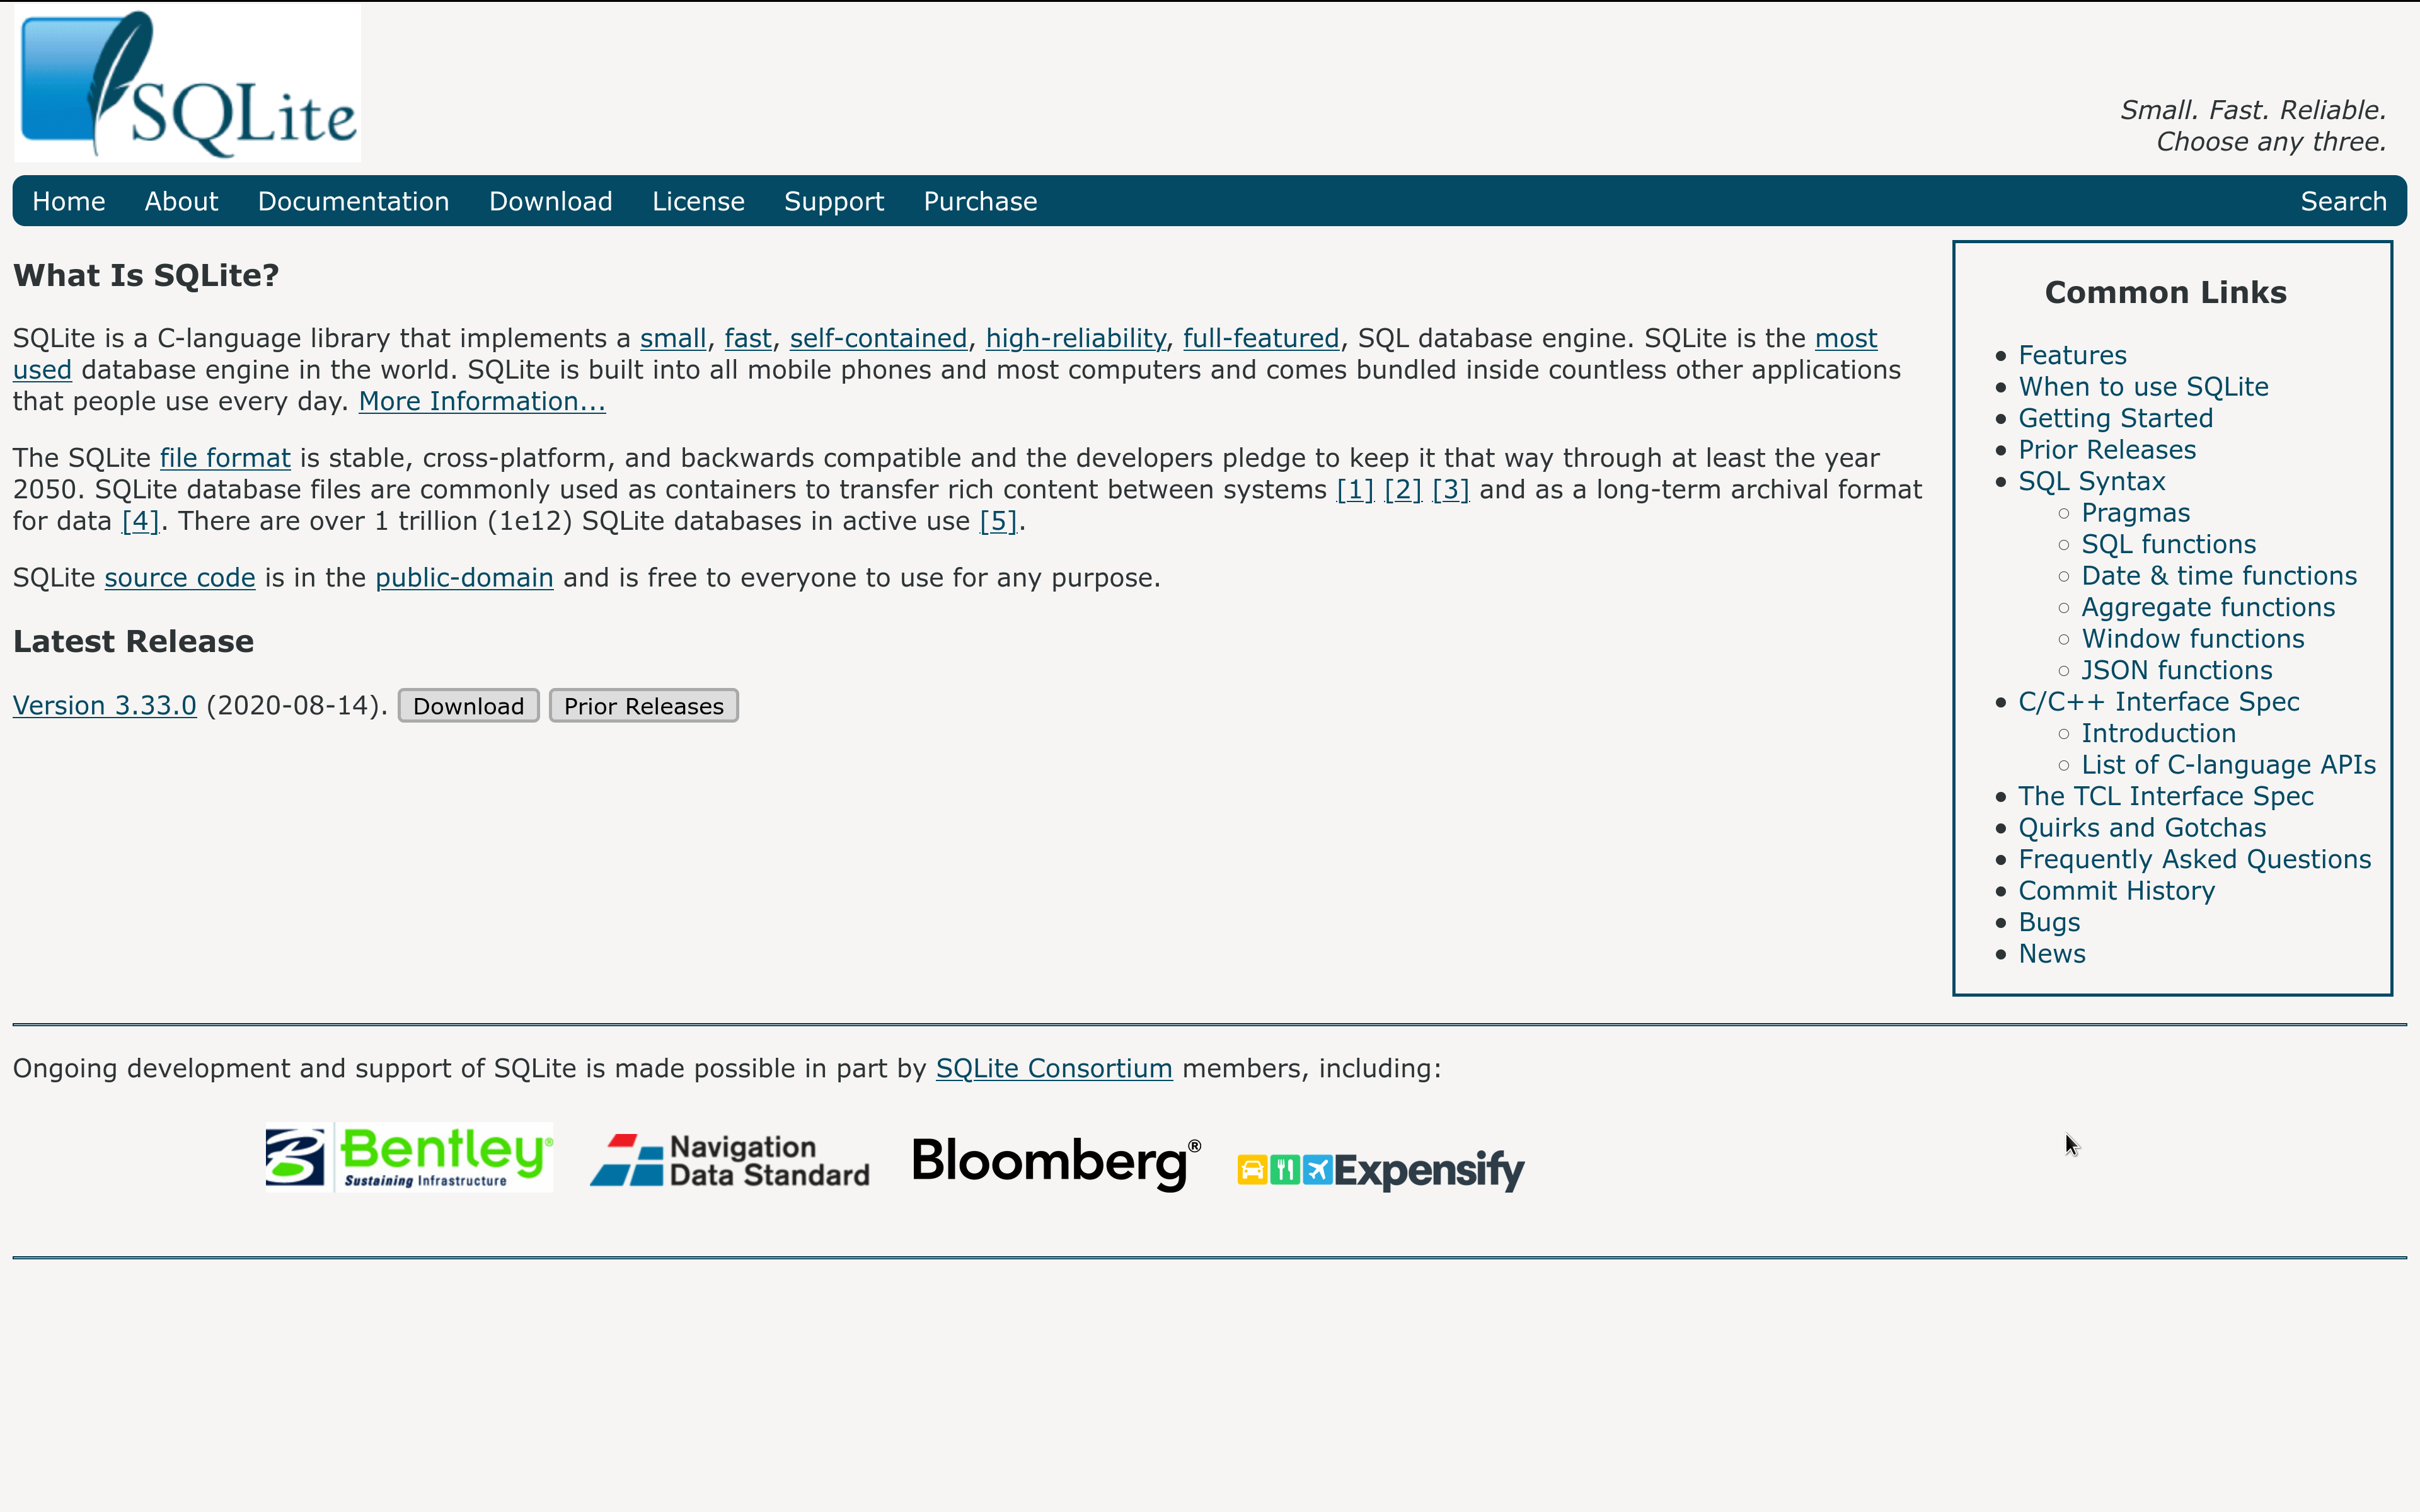 SQLite
Small. Fast. Reliable.
Choose any three.
Home About Documentation Download License Support Purchase Search
What Is SQLite?
SQLite is a C-language library that implements a small, fast, self-contained, high-reliability, full-featured, SQL database engine. SQLite is the most
used database engine in the world. SQLite is built into all mobile phones and most computers and comes bundled inside countless other applications
that people use every day. More Information...
The SQLite file format is stable, cross-platform, and backwards compatible and the developers pledge to keep it that way through at least the year
2050. SQLite database files are commonly used as containers to transfer rich content between systems [1] [2] [3] and as a long-term archival format
for data [4]. There are over 1 trillion (1e12) SQLite databases in active use [5].
SQLite source code is in the public-domain and is free to everyone to use for any purpose.
Latest Release
Version 3.33.0 (2020-08-14). Download Prior Releases
Common Links
Features
When to use SQLite
Getting Started
Prior Releases
SQL Syntax
Pragmas
SQL functions
Date & time functions
Aggregate functions
Window functions
JSON functions
C/C++ Interface Spec
Introduction
List of C-language APIs
The TCL Interface Spec
Quirks and Gotchas
Frequently Asked Questions
Commit History
Bugs
News
Ongoing development and support of SQLite is made possible in part by SQLite Consortium members, including:
Bentley®
Sustaining Infrastructure
Navigation
Data Standard
Bloomberg®
Expensify